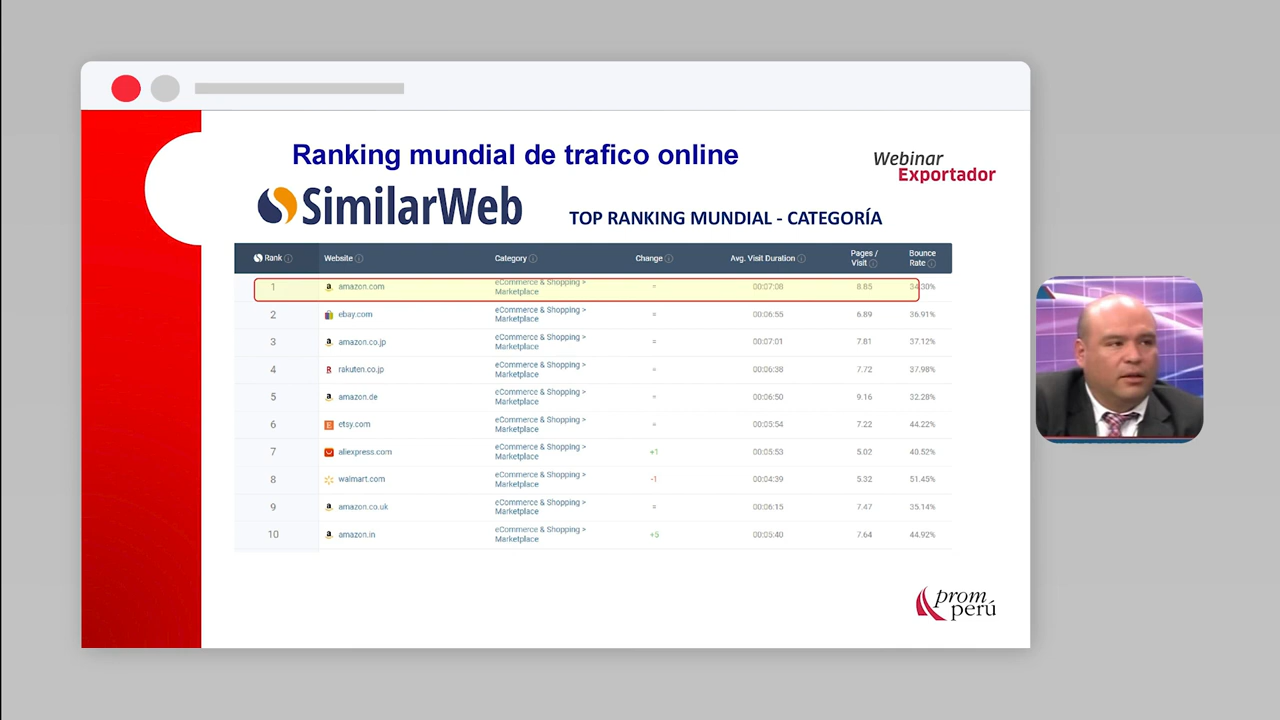 Ranking mundial de trafico online
Webinar
Exportador
SimilarWeb
TOP RANKING MUNDIAL - CATEGORÍA
Rank Website Category Change Avg. Visit Duration Pages / Visit Bounce Rate
1 amazon.com eCommerce & Shopping > Marketplace = 00:07:08 8.85 34.30%
2 ebay.com eCommerce & Shopping > Marketplace = 00:06:55 6.89 36.91%
3 amazon.co.jp eCommerce & Shopping > Marketplace = 00:07:01 7.81 37.12%
4 rakuten.co.jp eCommerce & Shopping > Marketplace = 00:06:38 7.72 37.98%
5 amazon.de eCommerce & Shopping > Marketplace = 00:06:50 9.16 32.28%
6 etsy.com eCommerce & Shopping > Marketplace = 00:05:54 7.22 44.22%
7 aliexpress.com eCommerce & Shopping > Marketplace +1 00:05:53 5.02 40.52%
8 walmart.com eCommerce & Shopping > Marketplace -1 00:04:39 5.32 51.45%
9 amazon.co.uk eCommerce & Shopping > Marketplace = 00:06:15 7.47 35.14%
10 amazon.in eCommerce & Shopping > Marketplace +5 00:05:40 7.64 44.92%
prom
perú